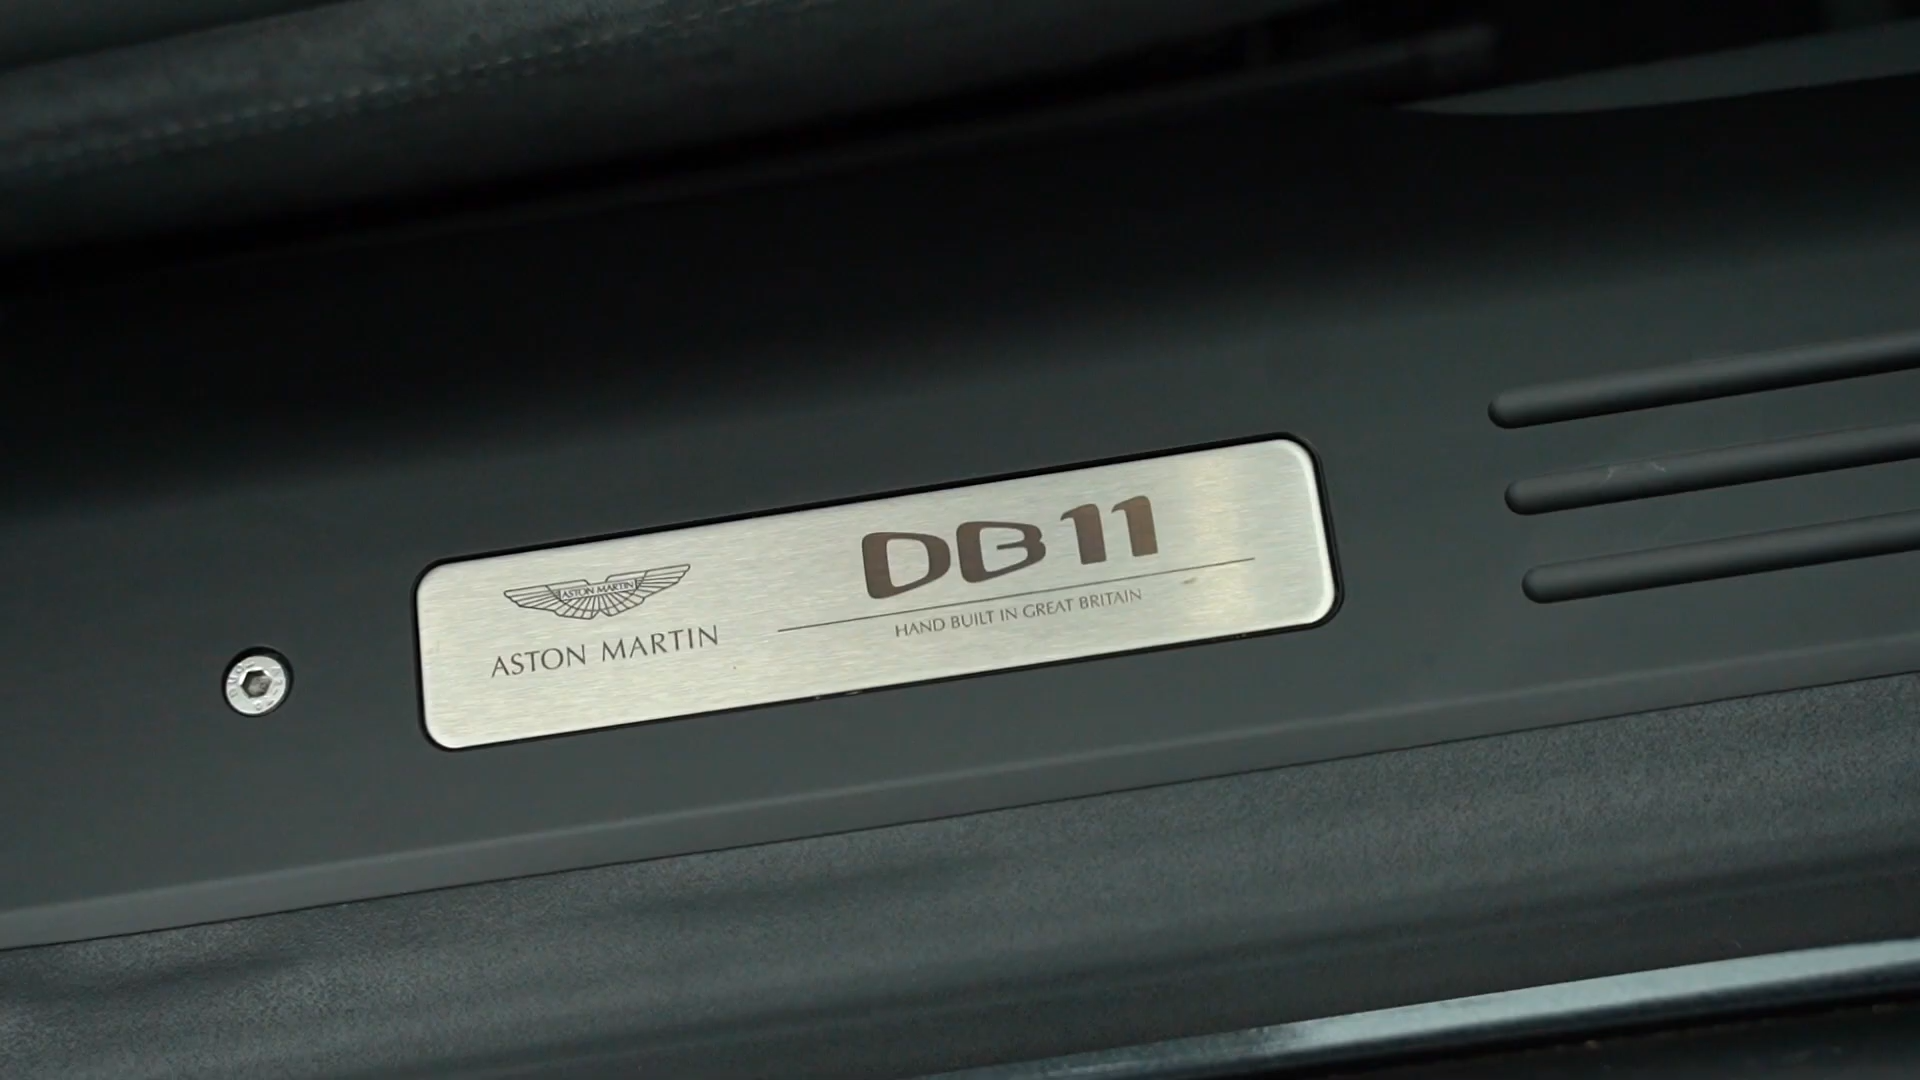 ASTON MARTIN
ASTON MARTIN
DB11
HAND BUILT IN GREAT BRITAIN